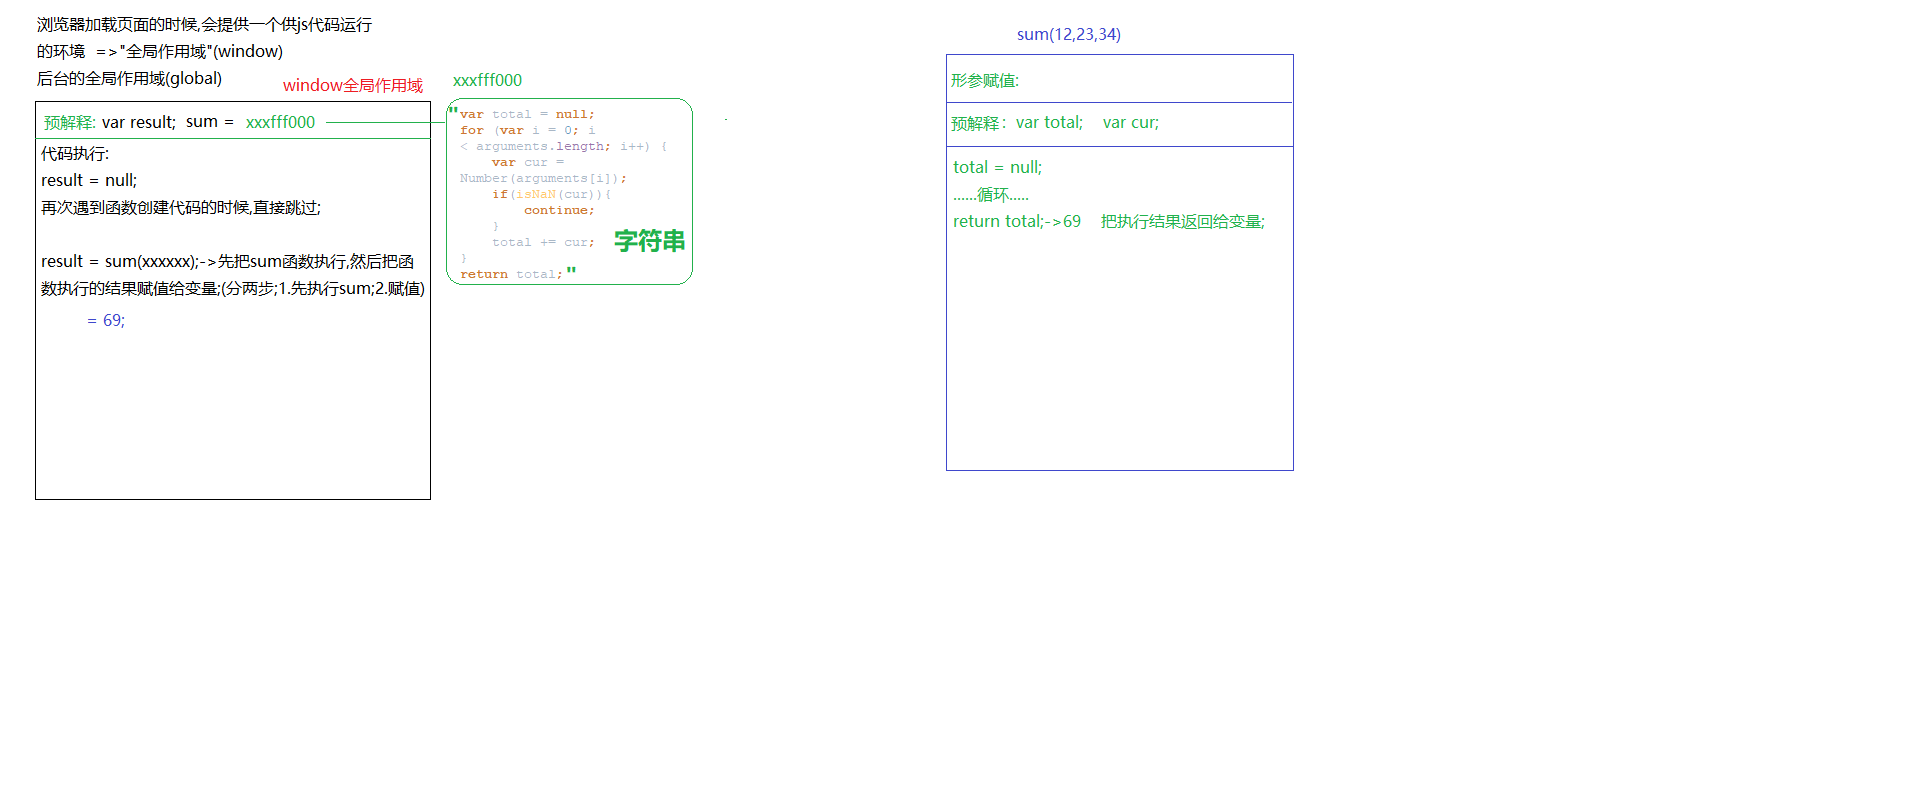 浏览器加载页面的时候,会提供一个供js代码运行
的环境 =>"全局作用域"(window)
后台的全局作用域(global)
window全局作用域
预解释: var result; sum = xxxfff000
代码执行:
result = null;
再次遇到函数创建代码的时候,直接跳过;
result = sum(xxxxxx);->先把sum函数执行,然后把函
数执行的结果赋值给变量;(分两步;1.先执行sum;2.赋值)
= 69;
xxxfff000
"var total = null;
for (var i = 0; i
< arguments.length; i++) {
var cur =
Number(arguments[i]);
if(isNaN(cur)){
continue;
}
total += cur;
字符串
}
return total;"
sum(12,23,34)
形参赋值:
预解释: var total; var cur;
total = null;
......循环.....
return total;->69 把执行结果返回给变量;